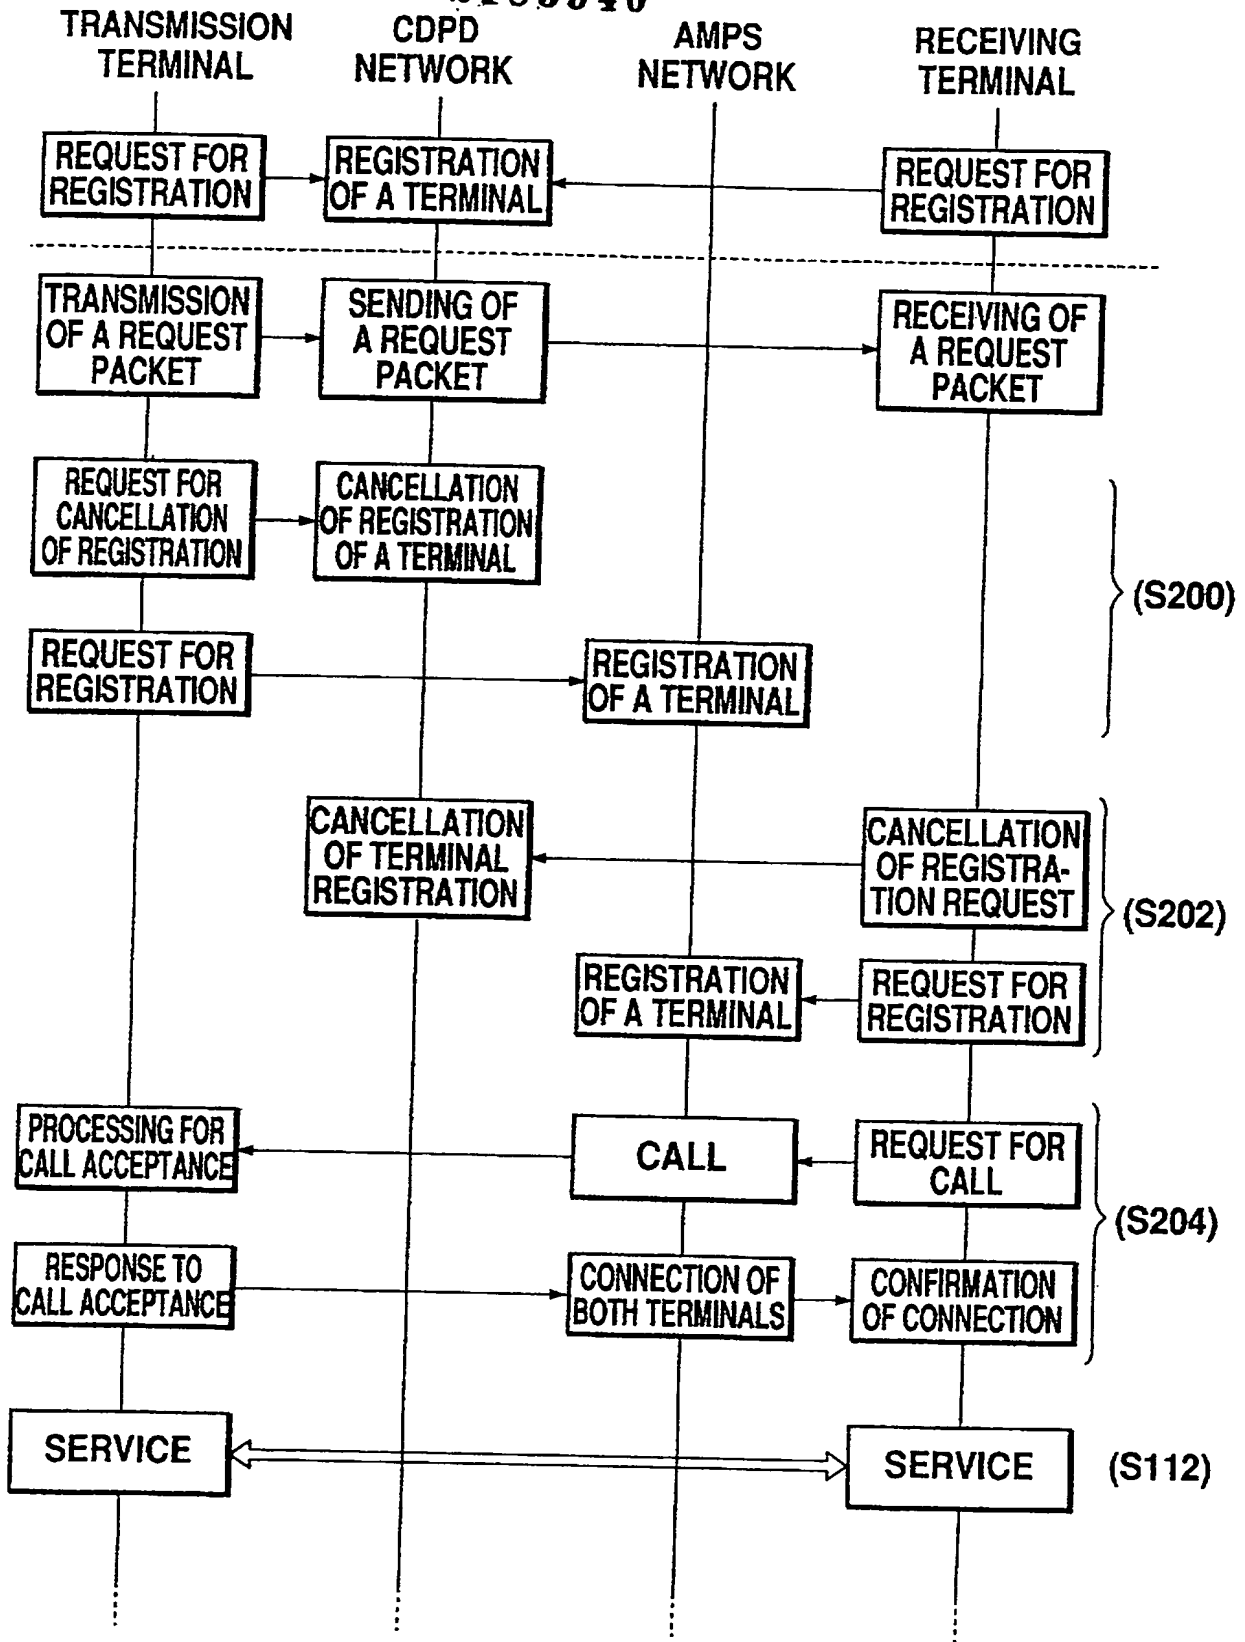 TRANSMISSION
TERMINAL
CDPD
NETWORK
AMPS
NETWORK
RECEIVING
TERMINAL
REQUEST FOR
REGISTRATION
REGISTRATION
OF A TERMINAL
REQUEST FOR
REGISTRATION
TRANSMISSION
OF A REQUEST
PACKET
SENDING OF
A REQUEST
PACKET
RECEIVING OF
A REQUEST
PACKET
REQUEST FOR
CANCELLATION
OF REGISTRATION
CANCELLATION
OF REGISTRATION
OF A TERMINAL
(S200)
REQUEST FOR
REGISTRATION
REGISTRATION
OF A TERMINAL
CANCELLATION
OF TERMINAL
REGISTRATION
CANCELLATION
OF REGISTRA-
TION REQUEST
(S202)
REGISTRATION
OF A TERMINAL
REQUEST FOR
REGISTRATION
PROCESSING FOR
CALL ACCEPTANCE
CALL
REQUEST FOR
CALL
(S204)
RESPONSE TO
CALL ACCEPTANCE
CONNECTION OF
BOTH TERMINALS
CONFIRMATION
OF CONNECTION
SERVICE
SERVICE
(S112)